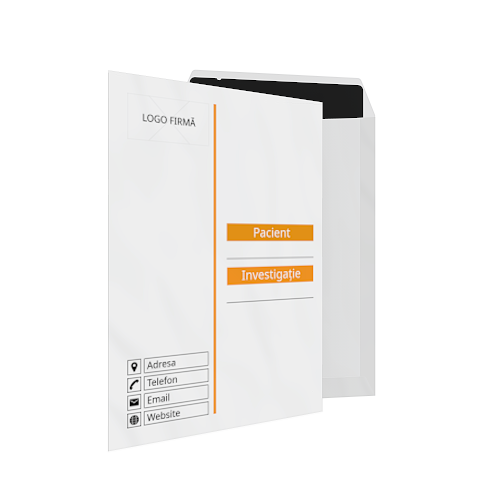 LOGO FIRMĂ
Pacient
Investigație
Adresa
Telefon
Email
Website